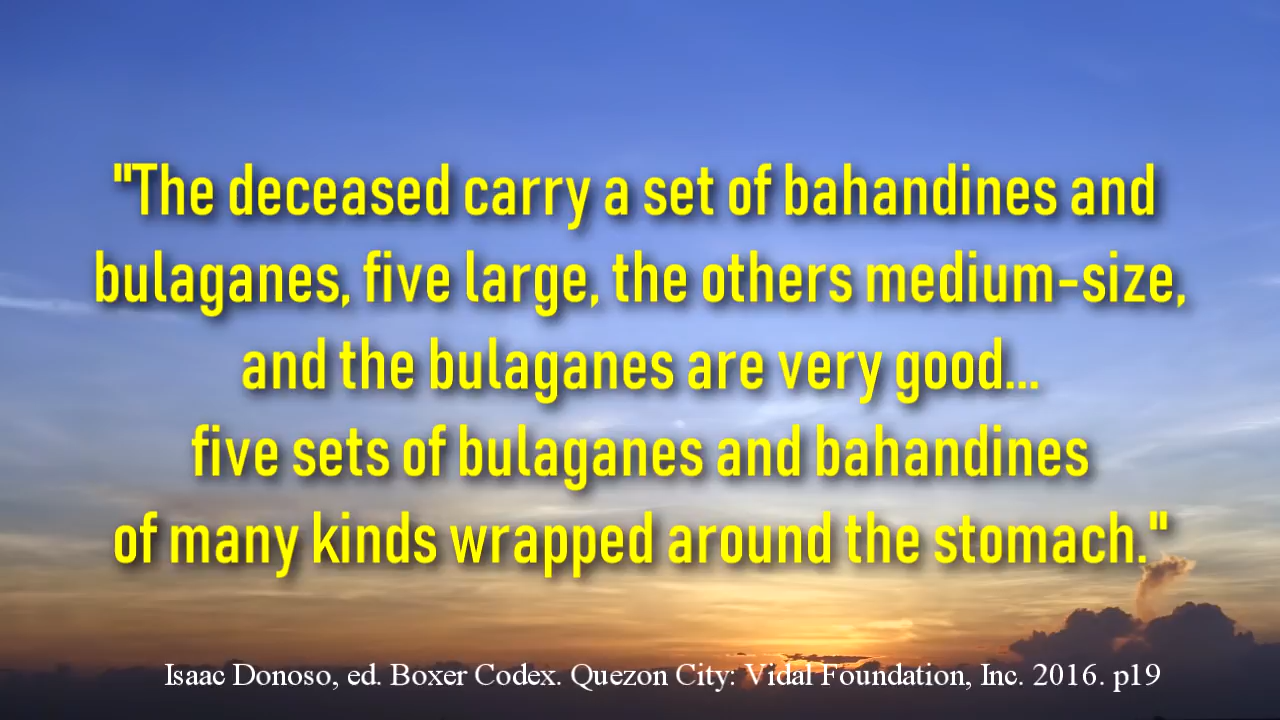 "The deceased carry a set of bahandines and
bulaganes, five large, the others medium-size,
and the bulaganes are very good...
five sets of bulaganes and bahandines
of many kinds wrapped around the stomach."
Isaac Donoso, ed. Boxer Codex. Quezon City: Vidal Foundation, Inc. 2016. p19